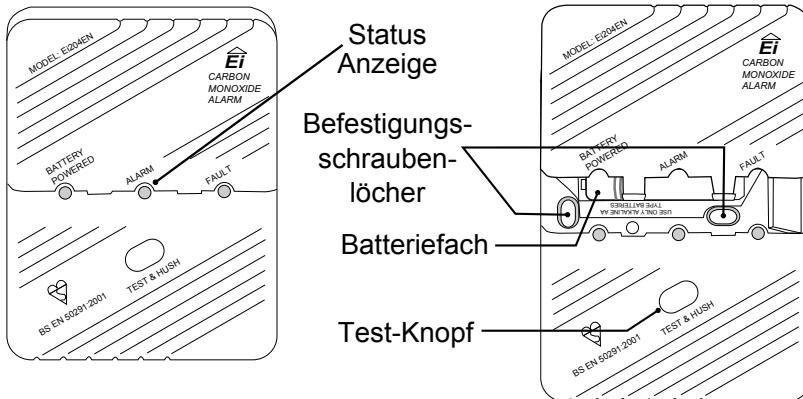 MODEL: Ei204EN
Ei
CARBON
MONOXIDE
ALARM
BATTERY
POWERED
ALARM
FAULT
TEST & HUSH
BS EN 50291:2001
Status
Anzeige
Befestigungs-
schrauben-
löcher
Batteriefach
Test-Knopf
MODEL: Ei204EN
Ei
CARBON
MONOXIDE
ALARM
BATTERY
POWERED
ALARM
FAULT
USE ONLY ALKALINE AA
TYPE BATTERIES
TEST & HUSH
BS EN 50291:2001